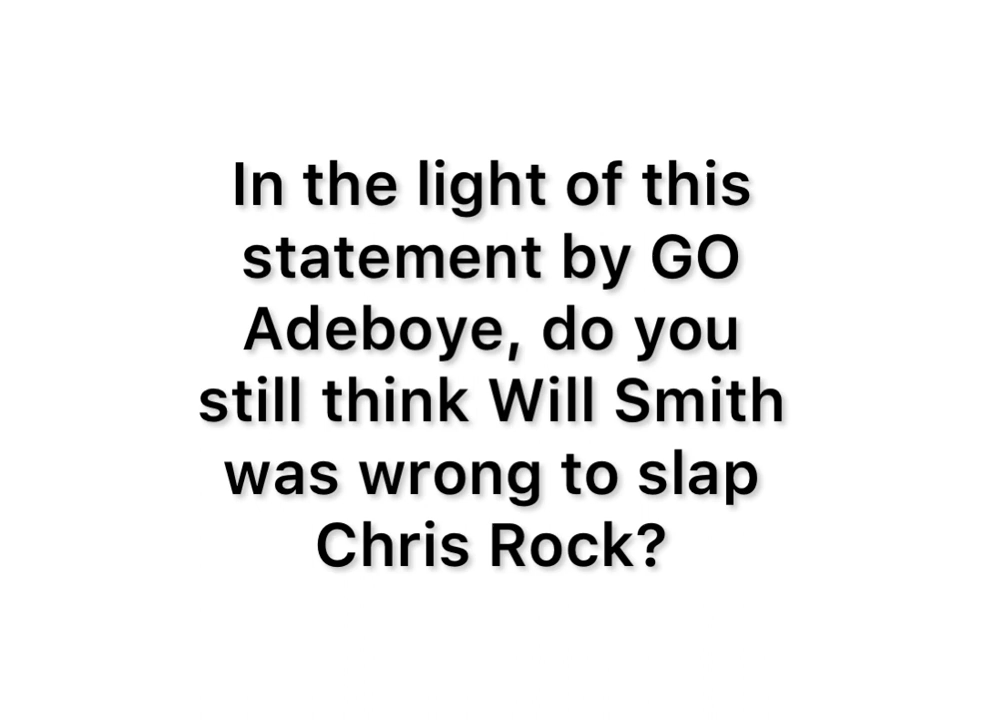 In the light of this
statement by GO
Adeboye, do you
still think Will Smith
was wrong to slap
Chris Rock?